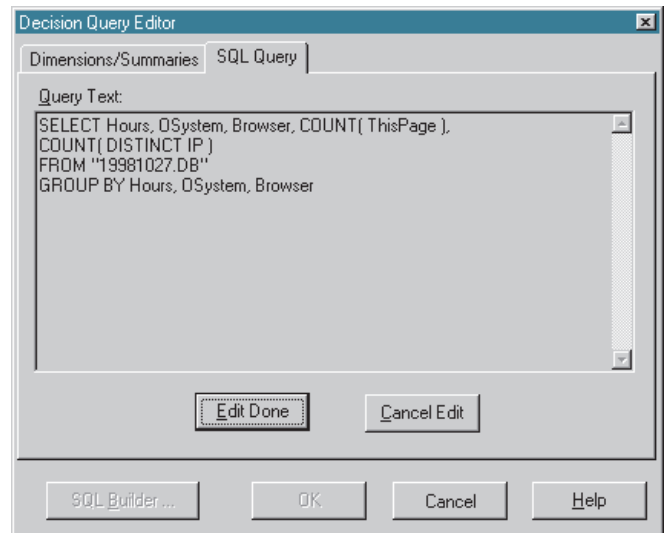 Decision Query Editor
Dimensions/Summaries SQL Query
Query Text:
SELECT Hours, OSystem, Browser, COUNT( ThisPage ),
COUNT( DISTINCT IP )
FROM "19981027.DB"
GROUP BY Hours, OSystem, Browser
Edit Done Cancel Edit
SQL Builder ... OK Cancel Help